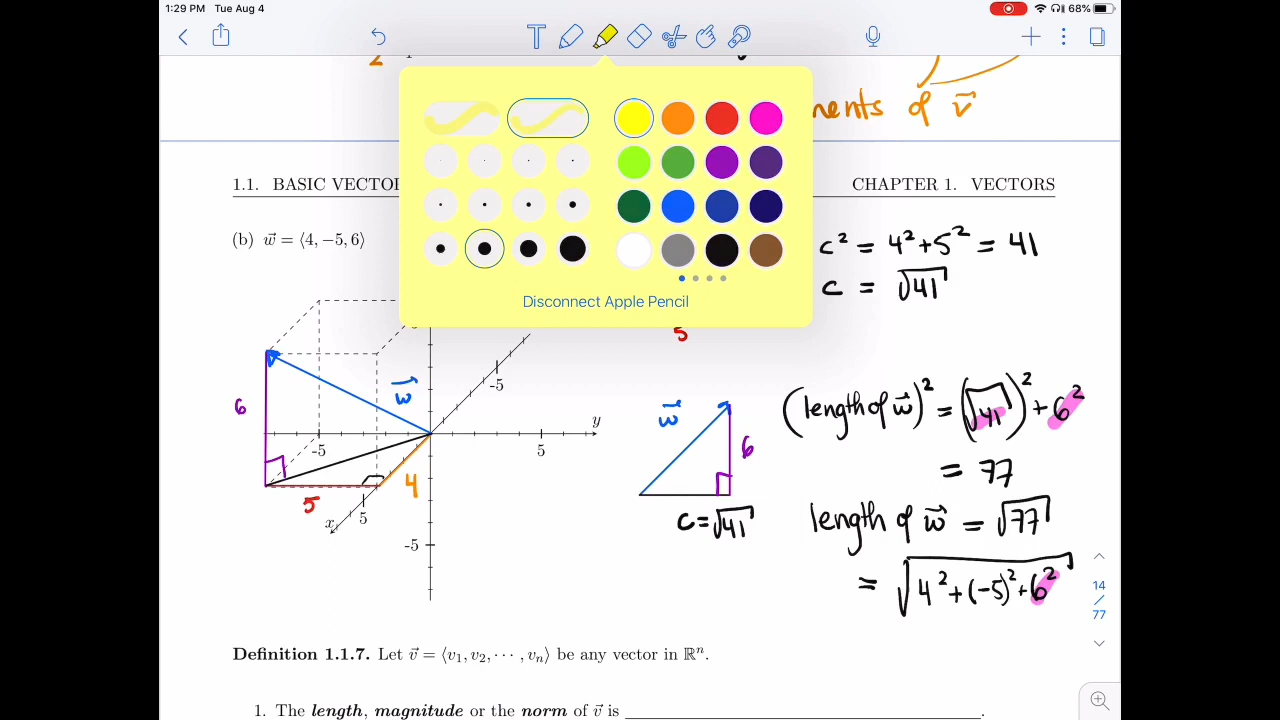 1:29 PM Tue Aug 4
68%
T
2
nents of v⃗
1.1. BASIC VECTOR
CHAPTER 1. VECTORS
(b) w⃗ = ⟨4, −5, 6⟩
c² = 4² + 5² = 41
c = √41
Disconnect Apple Pencil
5
-5
w⃗
6
y
-5
5
4
5
x
5
-5
w⃗
6
c = √41
(length of w⃗)² = (√41)² + 6²
= 77
length of w⃗ = √77
= √4² + (−5)² + 6²
14
/
77
Definition 1.1.7. Let v⃗ = ⟨v₁, v₂, ⋯, vₙ⟩ be any vector in ℝⁿ.
1. The length, magnitude or the norm of v⃗ is ____________________.